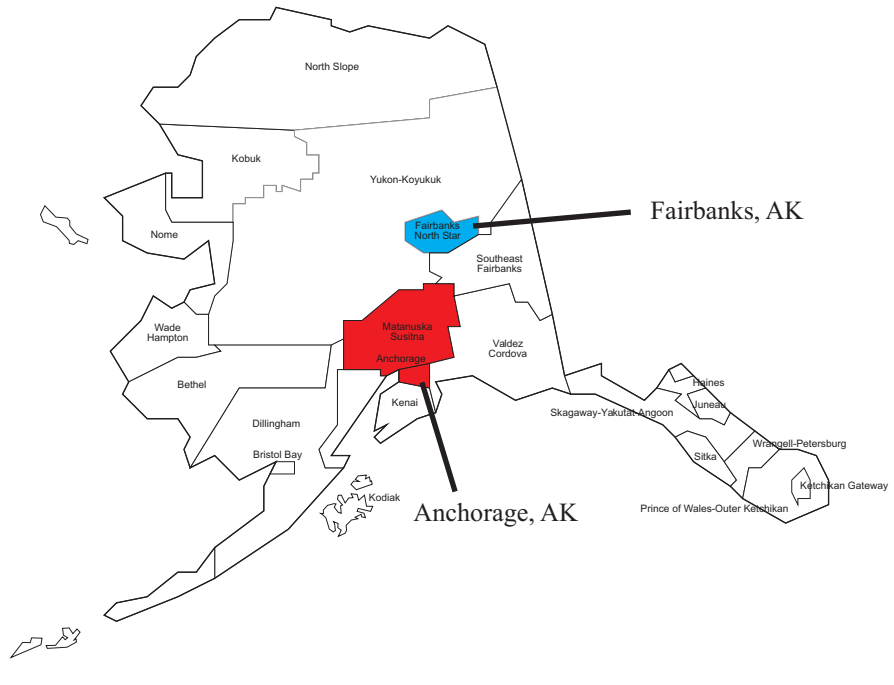 North Slope
Kobuk
Yukon-Koyukuk
Fairbanks, AK
Fairbanks
North Star
Nome
Southeast
Fairbanks
Wade
Hampton
Matanuska
Susitna
Valdez
Cordova
Anchorage
Bethel
Haines
Kenai
Juneau
Skagaway-Yakutat-Angoon
Dillingham
Wrangell-Petersburg
Bristol Bay
Sitka
Ketchikan Gateway
Kodiak
Prince of Wales-Outer Ketchikan
Anchorage, AK